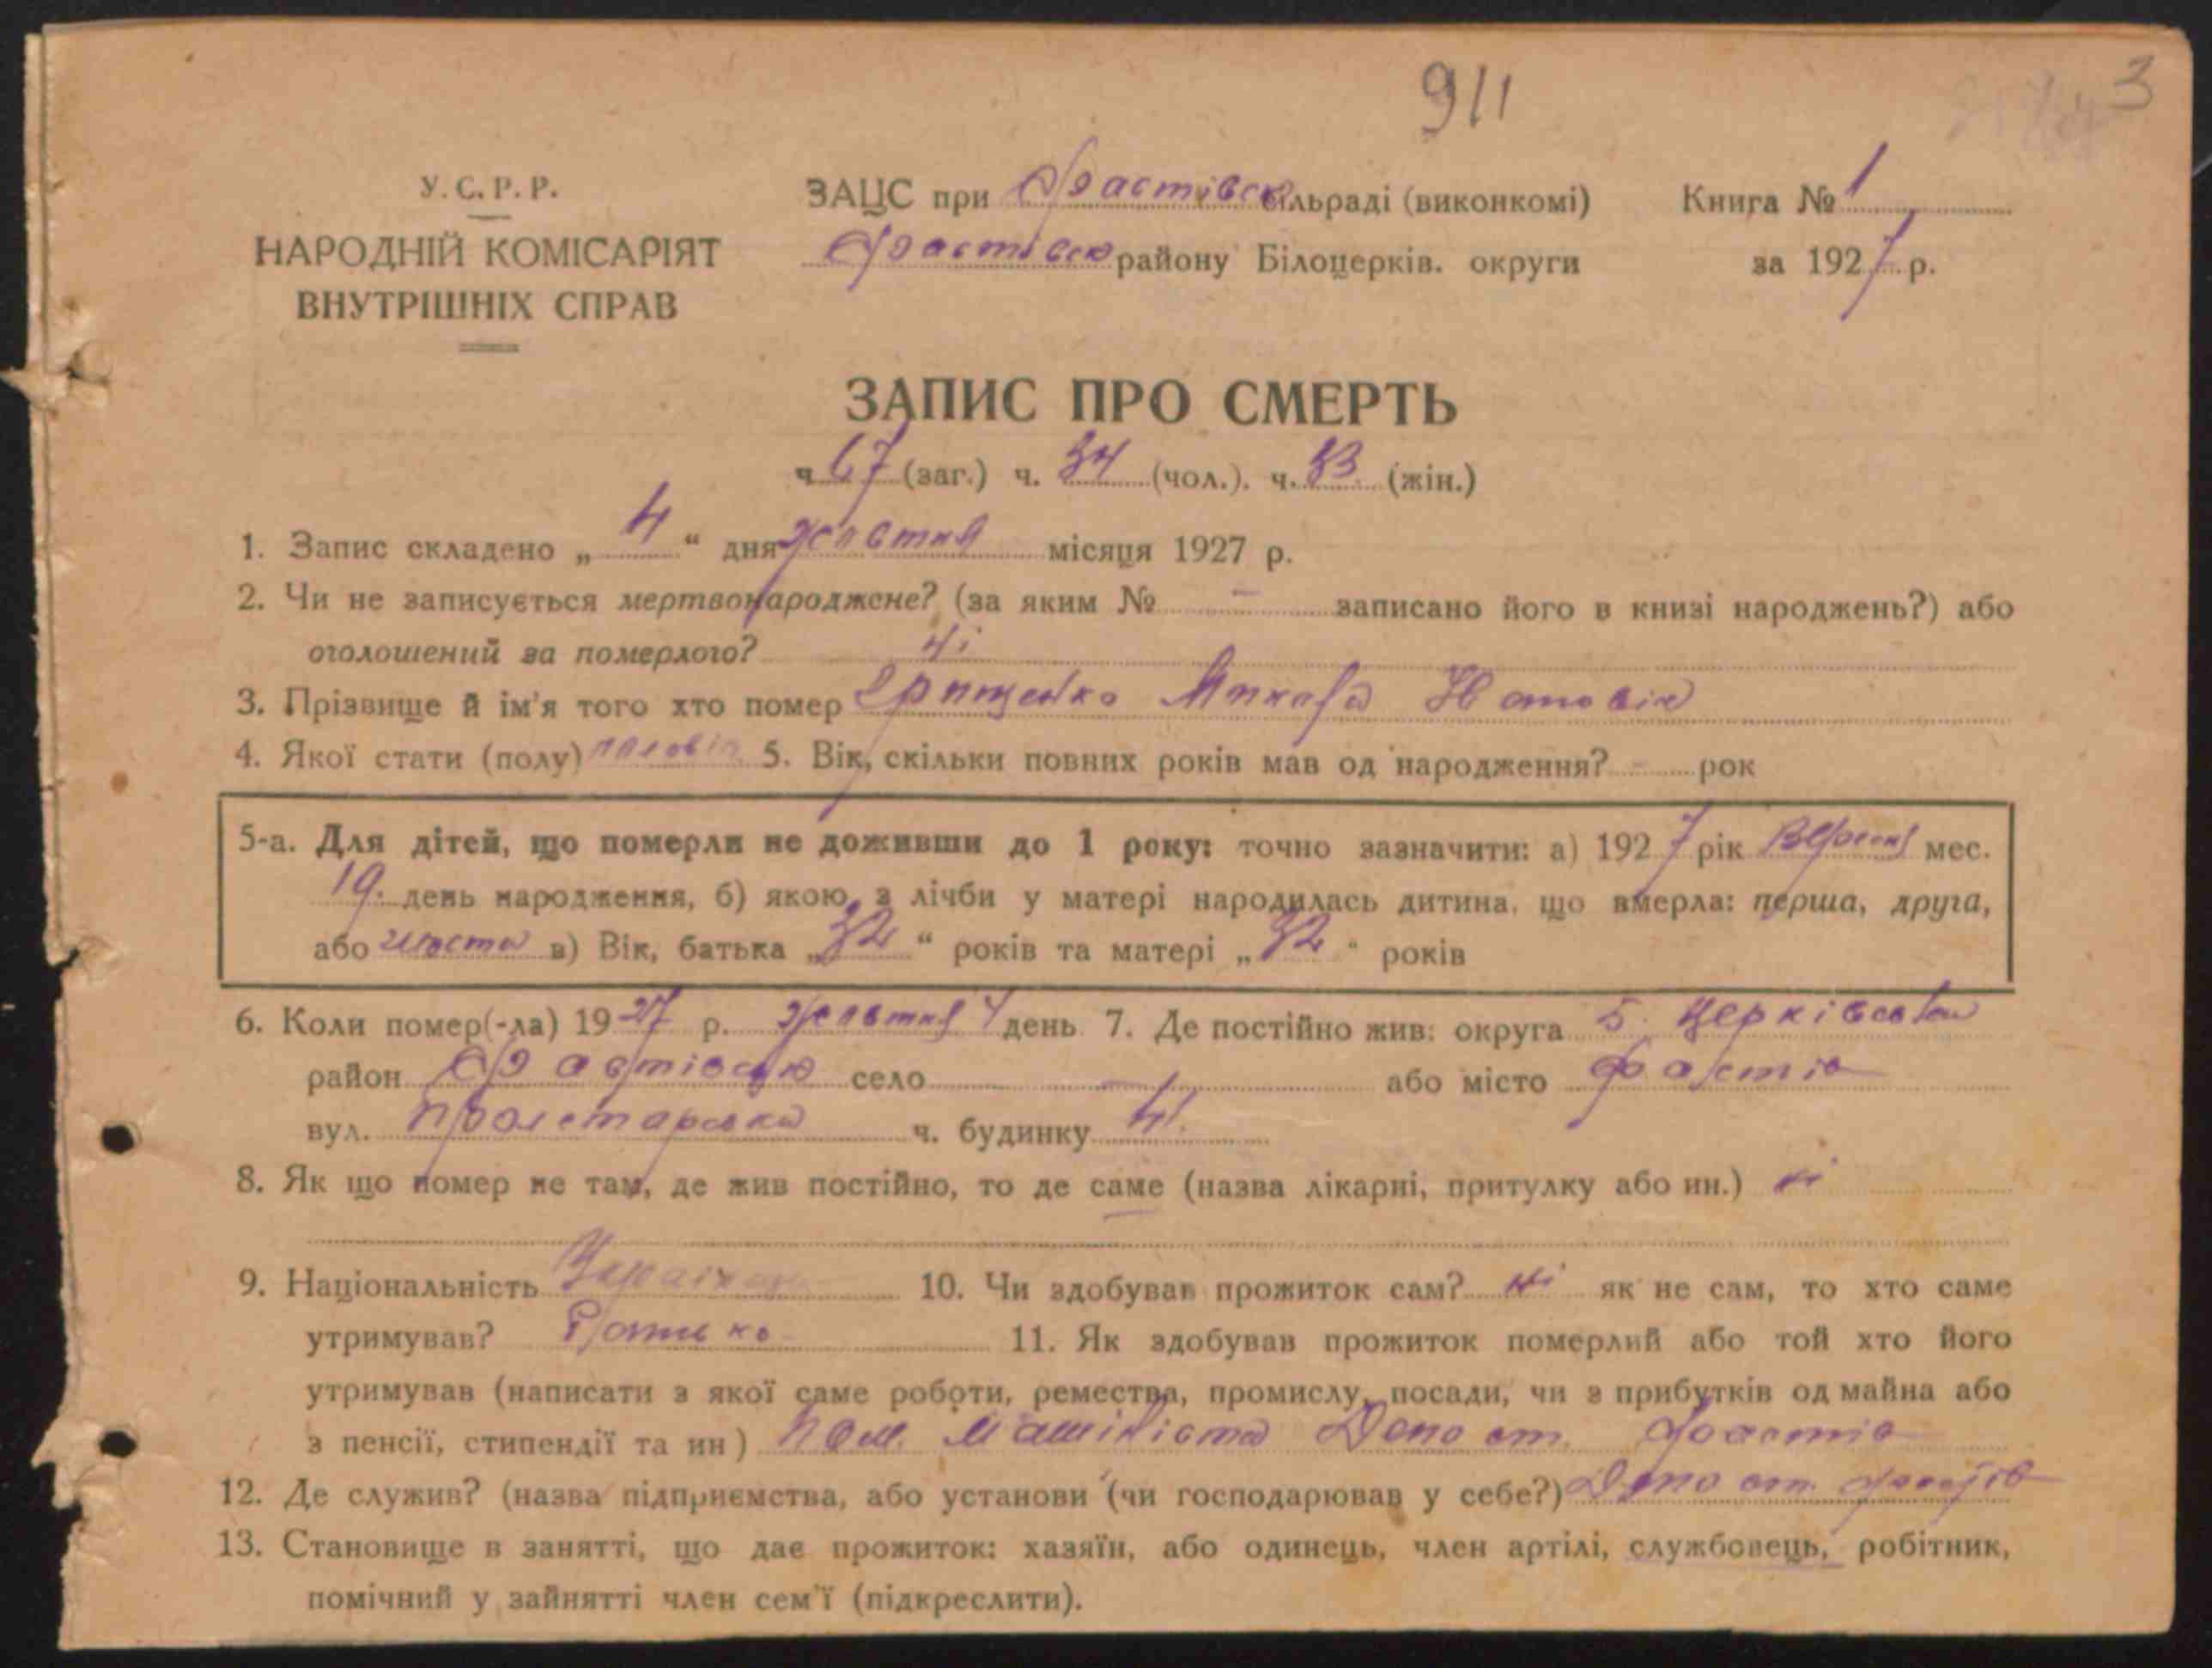 911
3
У. С. Р. Р.
НАРОДНІЙ КОМІСАРІЯТ
ВНУТРІШНІХ СПРАВ
ЗАЦС при Фастівськ сільраді (виконкомі)
Фастівськ району Білоцерків. округи
Книга № 1
за 1927 р.
ЗАПИС ПРО СМЕРТЬ
ч 67 (заг.) ч. 34 (чол.). ч. 33. (жін.)
1. Запис складено „ 4 “ дня жовтня місяця 1927 р.
2. Чи не записується мертвонароджене? (за яким № - записано його в книзі народжень?) або
оголошений за померлого? ні
3. Прізвище й ім'я того хто помер Грищенко Микола
4. Якої стати (полу) чоловіч. 5. Вік, скільки повних років мав од народження? - рок
5-а. Для дітей, що померли не доживши до 1 року: точно зазначити: а) 1927 рік Вересня мес.
19. день народження, б) якою, з лічби у матері народилась дитина, що вмерла: перша, друга,
або шоста в) Вік, батька „ 32 “ років та матері „ 32 “ років
6. Коли помер(-ла) 1927 р. жовтня 4 день 7. Де постійно жив: округа Б. Церківська
район Фастівськ село - або місто Фастів
вул. Пролетарська ч. будинку 41.
8. Як що помер не там, де жив постійно, то де саме (назва лікарні, притулку або ин.) ні
9. Національність Українець 10. Чи здобував прожиток сам? ні як не сам, то хто саме
утримував? Батько 11. Як здобував прожиток померлий або той хто його
утримував (написати з якої саме роботи, ремества, промислу, посади, чи з прибутків од майна або
з пенсії, стипендії та ин) Пом. Машиніста Депо ст. Фастів
12. Де служив? (назва підприємства, або установи (чи господарював у себе?) Депо ст. Фастів
13. Становище в занятті, що дає прожиток: хазяїн, або одинець, член артілі, службовець, робітник,
помічний у зайнятті член сем'ї (підкреслити).